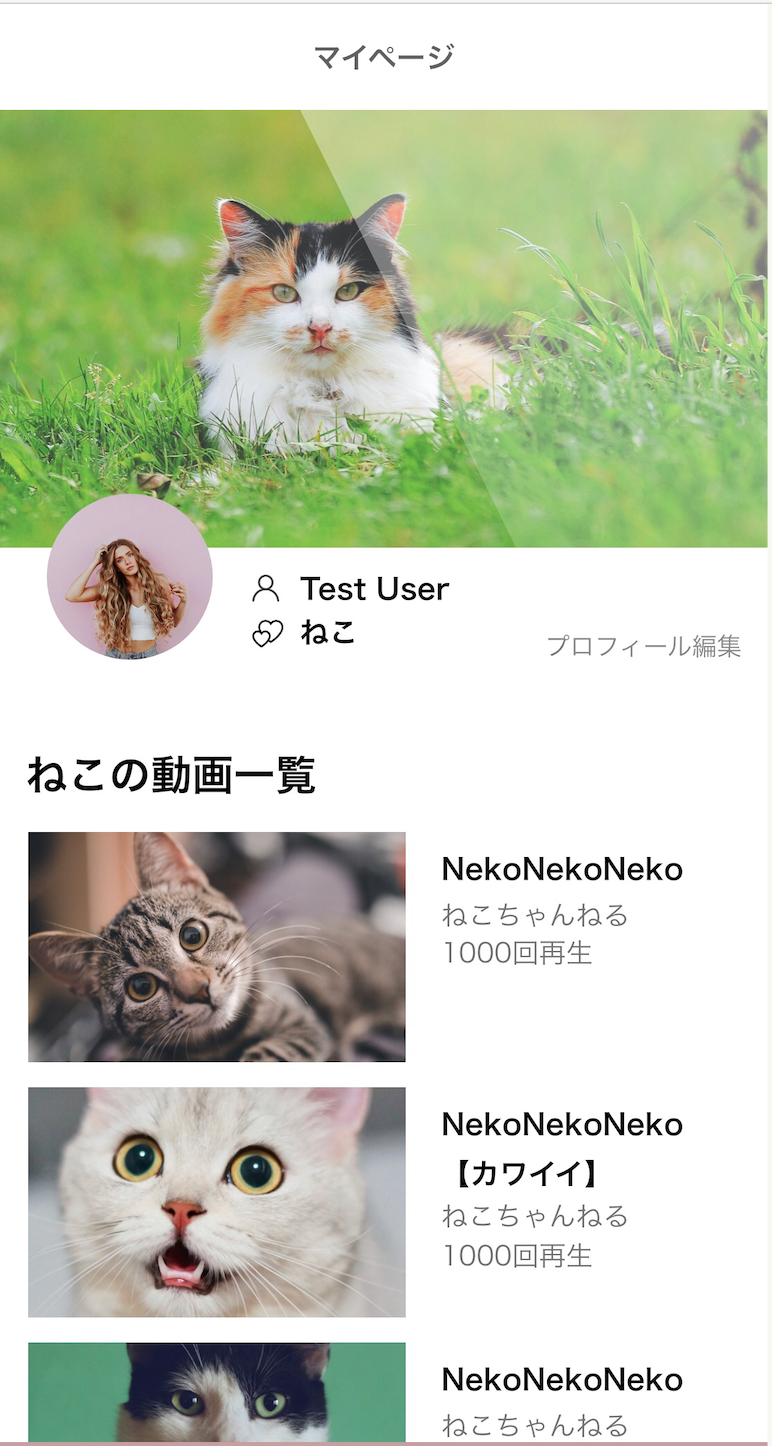 マイページ
Test User
ねこ
プロフィール編集
ねこの動画一覧
NekoNekoNeko
ねこちゃんねる
1000回再生
NekoNekoNeko
【カワイイ】
ねこちゃんねる
1000回再生
NekoNekoNeko
ねこちゃんねる